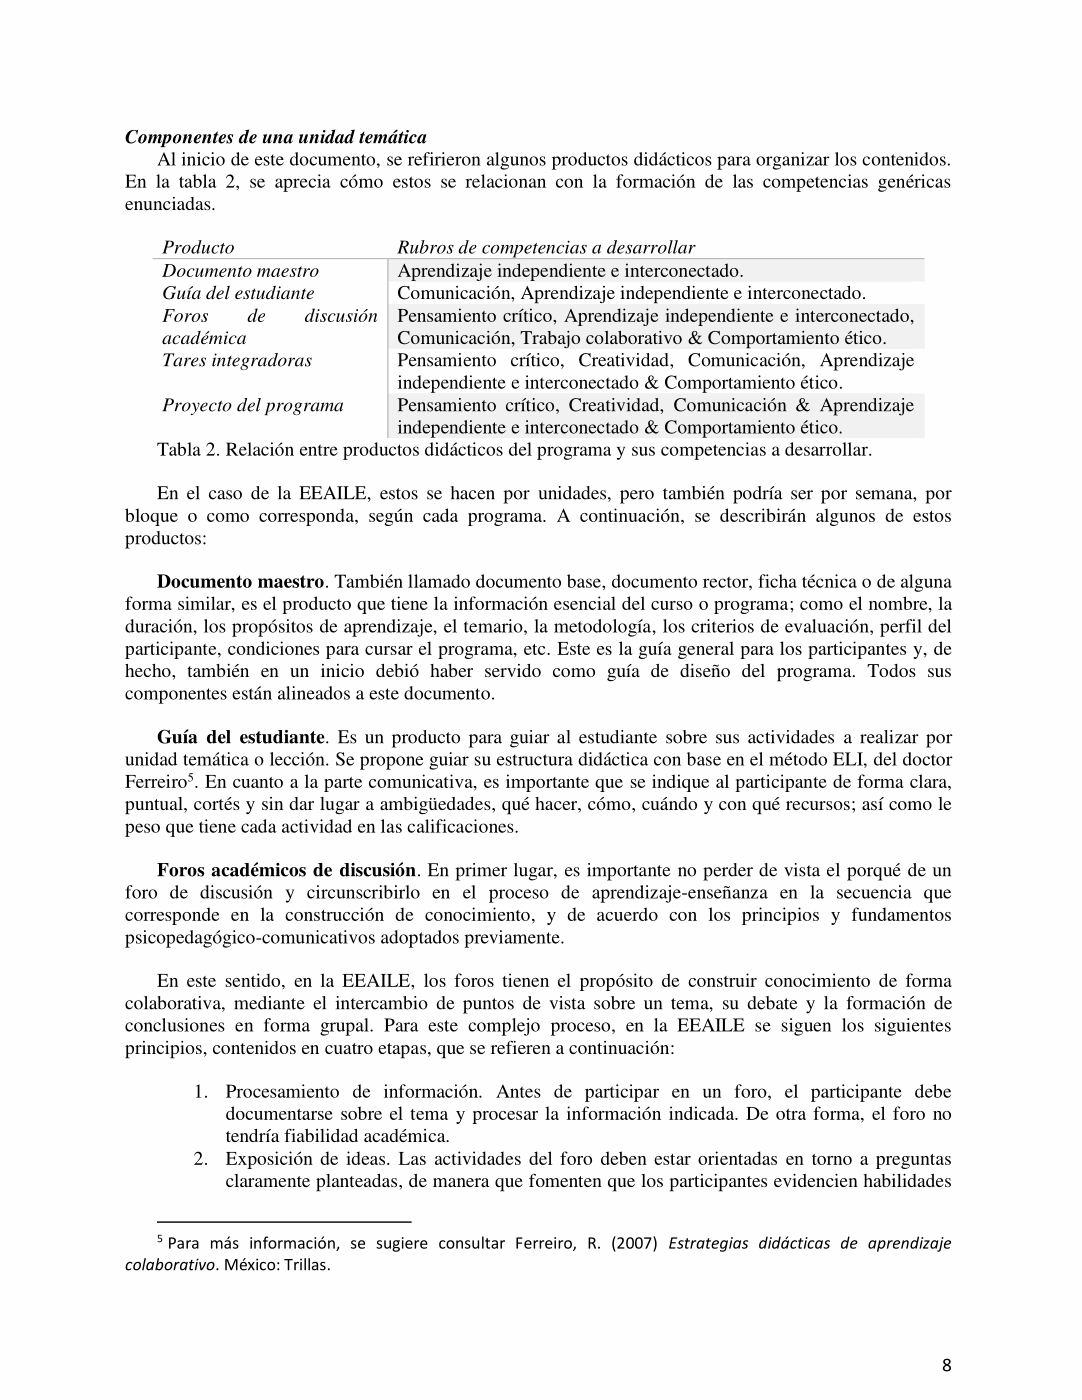 Componentes de una unidad temática
Al inicio de este documento, se refirieron algunos productos didácticos para organizar los contenidos.
En la tabla 2, se aprecia cómo estos se relacionan con la formación de las competencias genéricas
enunciadas.
Producto Rubros de competencias a desarrollar
Documento maestro Aprendizaje independiente e interconectado.
Guía del estudiante Comunicación, Aprendizaje independiente e interconectado.
Foros de discusión Pensamiento crítico, Aprendizaje independiente e interconectado,
académica Comunicación, Trabajo colaborativo & Comportamiento ético.
Tares integradoras Pensamiento crítico, Creatividad, Comunicación, Aprendizaje
independiente e interconectado & Comportamiento ético.
Proyecto del programa Pensamiento crítico, Creatividad, Comunicación & Aprendizaje
independiente e interconectado & Comportamiento ético.
Tabla 2. Relación entre productos didácticos del programa y sus competencias a desarrollar.
En el caso de la EEAILE, estos se hacen por unidades, pero también podría ser por semana, por
bloque o como corresponda, según cada programa. A continuación, se describirán algunos de estos
productos:
Documento maestro. También llamado documento base, documento rector, ficha técnica o de alguna
forma similar, es el producto que tiene la información esencial del curso o programa; como el nombre, la
duración, los propósitos de aprendizaje, el temario, la metodología, los criterios de evaluación, perfil del
participante, condiciones para cursar el programa, etc. Este es la guía general para los participantes y, de
hecho, también en un inicio debió haber servido como guía de diseño del programa. Todos sus
componentes están alineados a este documento.
Guía del estudiante. Es un producto para guiar al estudiante sobre sus actividades a realizar por
unidad temática o lección. Se propone guiar su estructura didáctica con base en el método ELI, del doctor
Ferreiro5. En cuanto a la parte comunicativa, es importante que se indique al participante de forma clara,
puntual, cortés y sin dar lugar a ambigüedades, qué hacer, cómo, cuándo y con qué recursos; así como le
peso que tiene cada actividad en las calificaciones.
Foros académicos de discusión. En primer lugar, es importante no perder de vista el porqué de un
foro de discusión y circunscribirlo en el proceso de aprendizaje-enseñanza en la secuencia que
corresponde en la construcción de conocimiento, y de acuerdo con los principios y fundamentos
psicopedagógico-comunicativos adoptados previamente.
En este sentido, en la EEAILE, los foros tienen el propósito de construir conocimiento de forma
colaborativa, mediante el intercambio de puntos de vista sobre un tema, su debate y la formación de
conclusiones en forma grupal. Para este complejo proceso, en la EEAILE se siguen los siguientes
principios, contenidos en cuatro etapas, que se refieren a continuación:
1. Procesamiento de información. Antes de participar en un foro, el participante debe
documentarse sobre el tema y procesar la información indicada. De otra forma, el foro no
tendría fiabilidad académica.
2. Exposición de ideas. Las actividades del foro deben estar orientadas en torno a preguntas
claramente planteadas, de manera que fomenten que los participantes evidencien habilidades
5 Para más información, se sugiere consultar Ferreiro, R. (2007) Estrategias didácticas de aprendizaje
colaborativo. México: Trillas.
8